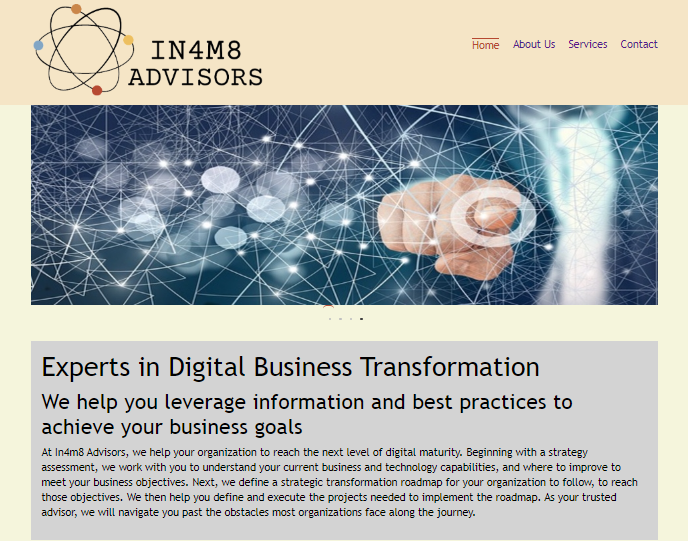 IN4M8
ADVISORS
Home About Us Services Contact
Experts in Digital Business Transformation
We help you leverage information and best practices to
achieve your business goals
At In4m8 Advisors, we help your organization to reach the next level of digital maturity. Beginning with a strategy
assessment, we work with you to understand your current business and technology capabilities, and where to improve to
meet your business objectives. Next, we define a strategic transformation roadmap for your organization to follow, to reach
those objectives. We then help you define and execute the projects needed to implement the roadmap. As your trusted
advisor, we will navigate you past the obstacles most organizations face along the journey.